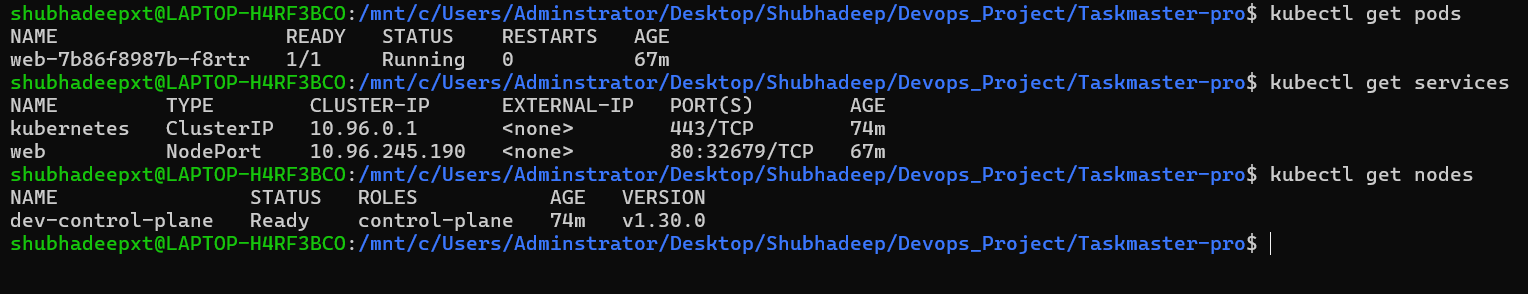 shubhadeepxt@LAPTOP-H4RF3BCO:/mnt/c/Users/Adminstrator/Desktop/Shubhadeep/Devops_Project/Taskmaster-pro$ kubectl get pods
NAME                   READY   STATUS    RESTARTS   AGE
web-7b86f8987b-f8rtr   1/1     Running   0          67m
shubhadeepxt@LAPTOP-H4RF3BCO:/mnt/c/Users/Adminstrator/Desktop/Shubhadeep/Devops_Project/Taskmaster-pro$ kubectl get services
NAME         TYPE        CLUSTER-IP      EXTERNAL-IP   PORT(S)        AGE
kubernetes   ClusterIP   10.96.0.1       <none>        443/TCP        74m
web          NodePort    10.96.245.190   <none>        80:32679/TCP   67m
shubhadeepxt@LAPTOP-H4RF3BCO:/mnt/c/Users/Adminstrator/Desktop/Shubhadeep/Devops_Project/Taskmaster-pro$ kubectl get nodes
NAME                STATUS   ROLES           AGE   VERSION
dev-control-plane   Ready    control-plane   74m   v1.30.0
shubhadeepxt@LAPTOP-H4RF3BCO:/mnt/c/Users/Adminstrator/Desktop/Shubhadeep/Devops_Project/Taskmaster-pro$